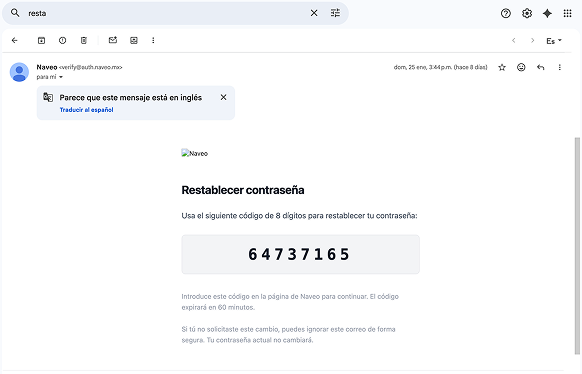 resta
Es
Naveo <verify@auth.naveo.mx>
dom, 25 ene, 3:44 p.m. (hace 8 días)
para mí
Parece que este mensaje está en inglés
Traducir al español
Naveo
Restablecer contraseña
Usa el siguiente código de 8 dígitos para restablecer tu contraseña:
64737165
Introduce este código en la página de Naveo para continuar. El código
expirará en 60 minutos.
Si tú no solicitaste este cambio, puedes ignorar este correo de forma
segura. Tu contraseña actual no cambiará.